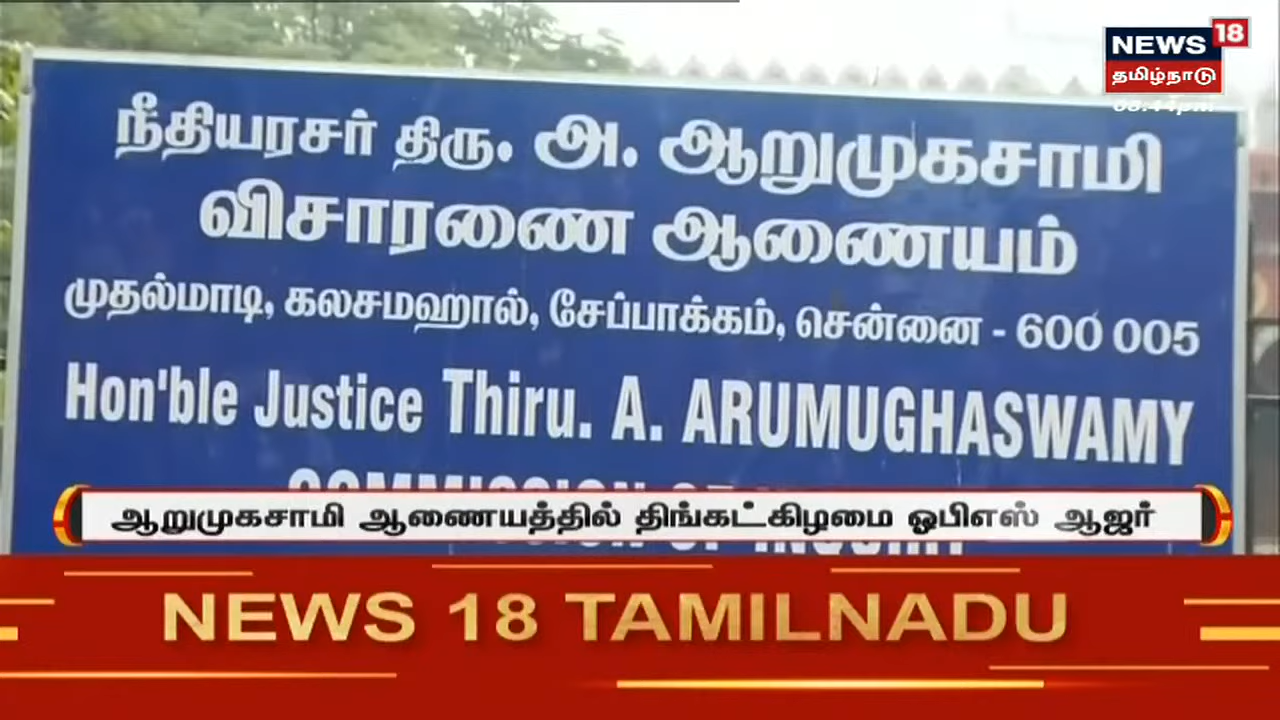 NEWS 18
தமிழ்நாடு
நீதியரசர் திரு. அ. ஆறுமுகசாமி
விசாரணை ஆணையம்
முதல்மாடி, கலசமஹால், சேப்பாக்கம், சென்னை - 600 005
Hon'ble Justice Thiru. A. ARUMUGHASWAMY
ஆறுமுகசாமி ஆணையத்தில் திங்கட்கிழமை ஓபிஎஸ் ஆஜர்
NEWS 18 TAMILNADU